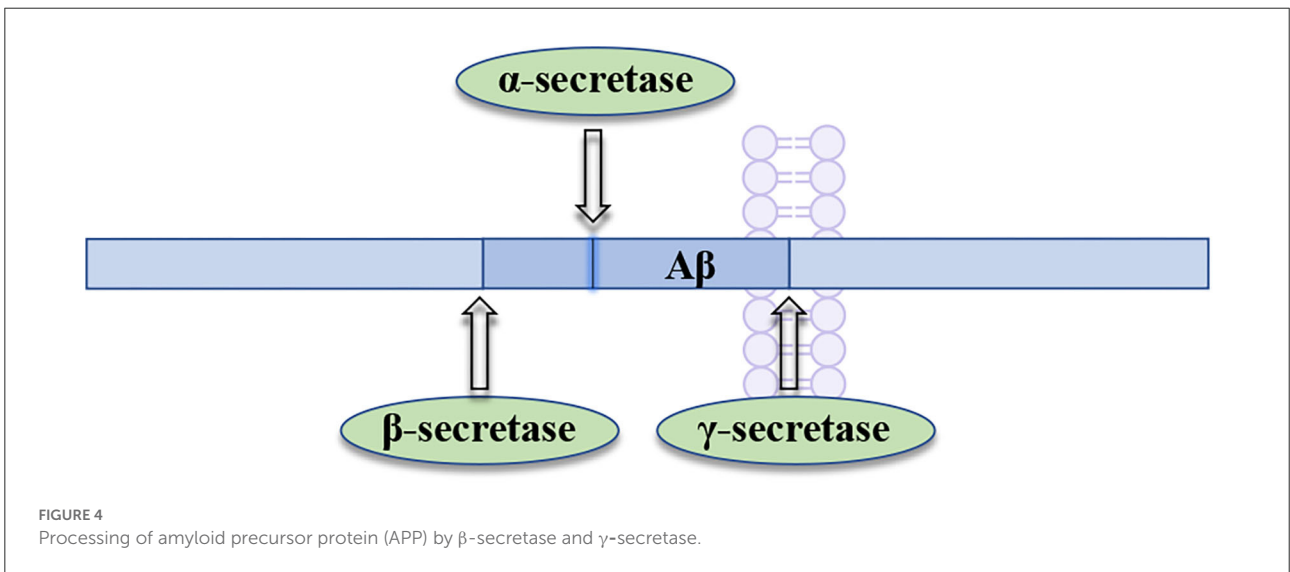 α-secretase
Aβ
β-secretase
γ-secretase
FIGURE 4
Processing of amyloid precursor protein (APP) by β-secretase and γ-secretase.